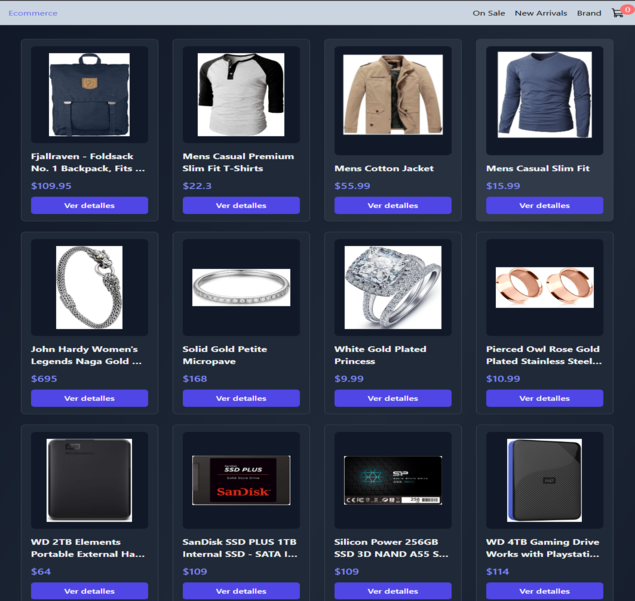 Ecommerce
On Sale New Arrivals Brand 0
Fjallraven - Foldsack
No. 1 Backpack, Fits ...
$109.95
Ver detalles
Mens Casual Premium
Slim Fit T-Shirts
$22.3
Ver detalles
Mens Cotton Jacket
$55.99
Ver detalles
Mens Casual Slim Fit
$15.99
Ver detalles
John Hardy Women's
Legends Naga Gold ...
$695
Ver detalles
Solid Gold Petite
Micropave
$168
Ver detalles
White Gold Plated
Princess
$9.99
Ver detalles
Pierced Owl Rose Gold
Plated Stainless Steel...
$10.99
Ver detalles
WD 2TB Elements
Portable External Ha...
$64
Ver detalles
SSD PLUS
SanDisk
SanDisk SSD PLUS 1TB
Internal SSD - SATA I...
$109
Ver detalles
SP
Silicon Power 256GB
SSD 3D NAND A55 S...
$109
Ver detalles
WD
WD 4TB Gaming Drive
Works with Playstati...
$114
Ver detalles